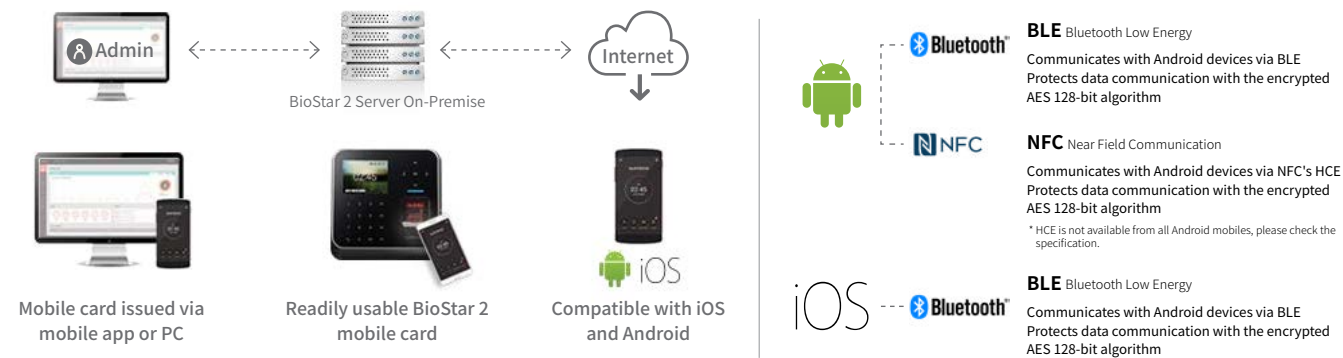 Admin
BioStar 2 Server On-Premise
Internet
02:45
22:45
iOS
Mobile card issued via
mobile app or PC
Readily usable BioStar 2
mobile card
Compatible with iOS
and Android
Bluetooth
BLE Bluetooth Low Energy
Communicates with Android devices via BLE
Protects data communication with the encrypted
AES 128-bit algorithm
NFC
NFC Near Field Communication
Communicates with Android devices via NFC's HCE
Protects data communication with the encrypted
AES 128-bit algorithm
* HCE is not available from all Android mobiles, please check the
specification.
iOS
Bluetooth
BLE Bluetooth Low Energy
Communicates with Android devices via BLE
Protects data communication with the encrypted
AES 128-bit algorithm